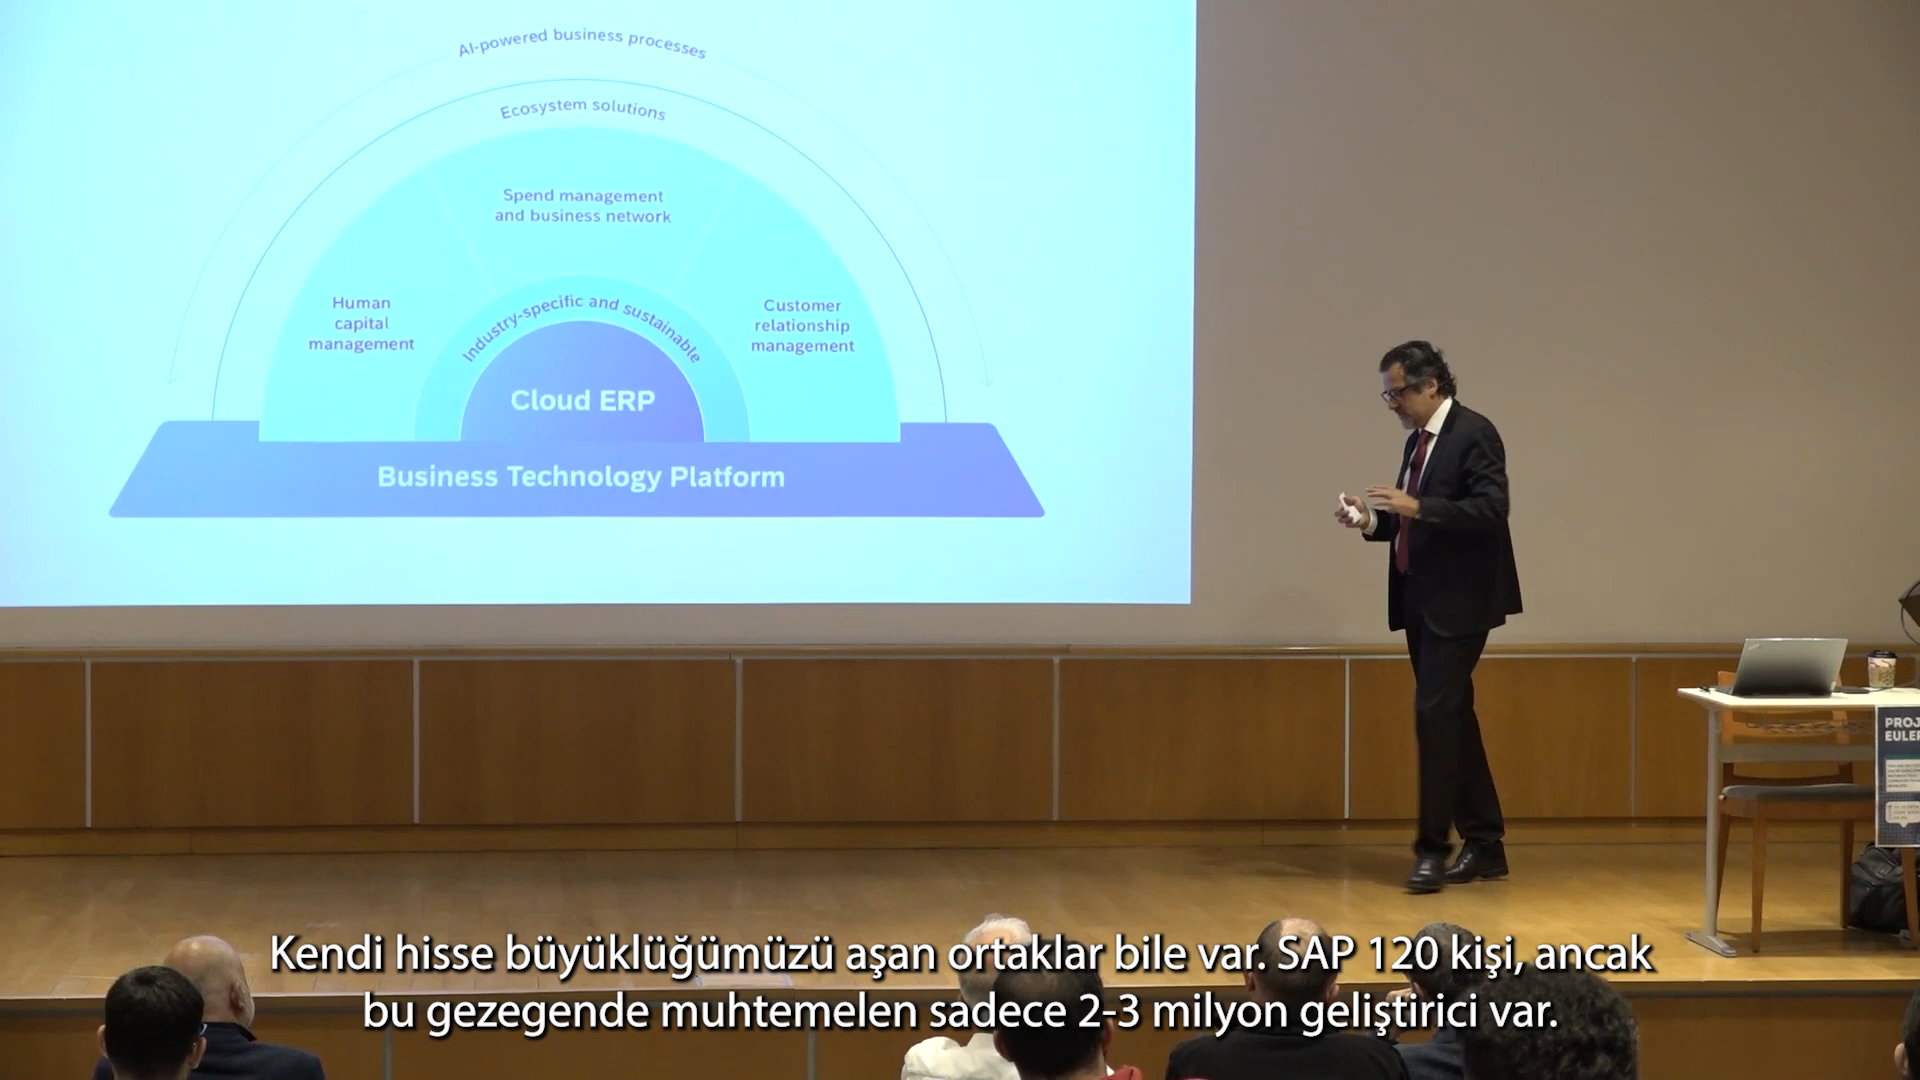 AI-powered business processes
Ecosystem solutions
Spend management
and business network
Human
capital
management
Industry-specific and sustainable
Customer
relationship
management
Cloud ERP
Business Technology Platform
Kendi hisse büyüklüğümüzü aşan ortaklar bile var. SAP 120 kişi, ancak
bu gezegende muhtemelen sadece 2-3 milyon geliştirici var.